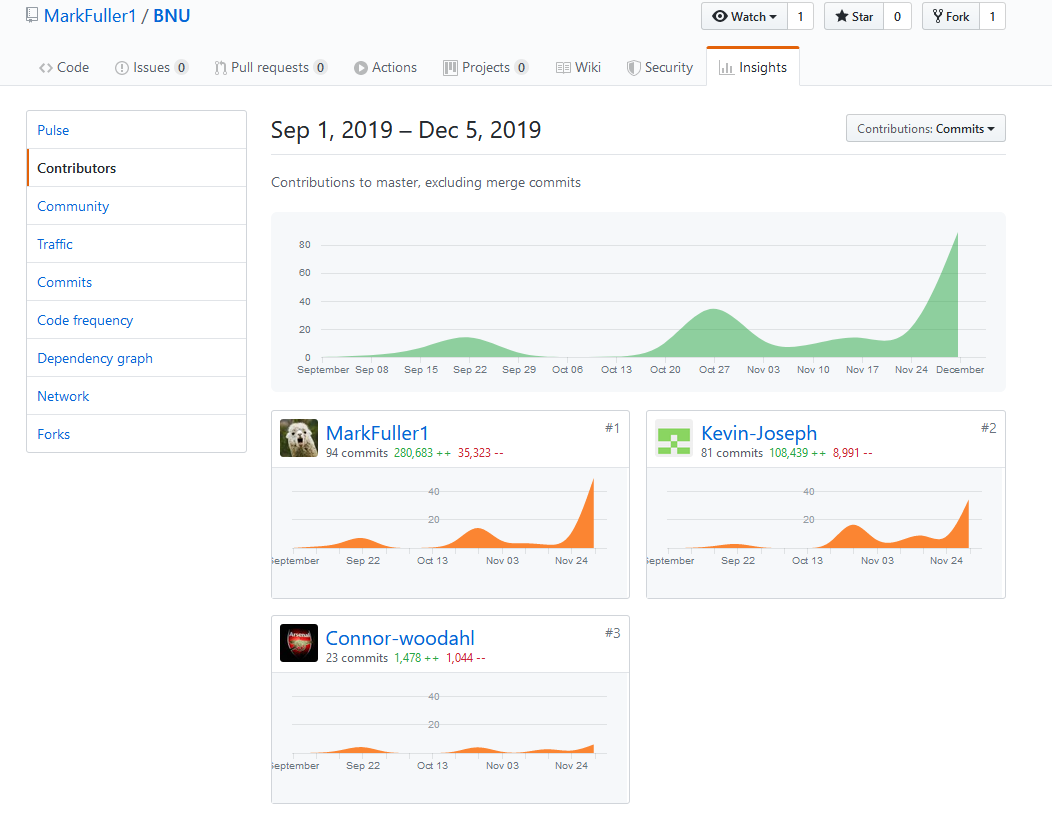 MarkFuller1 / BNU
Watch 1 Star 0 Fork 1
Code Issues 0 Pull requests 0 Actions Projects 0 Wiki Security Insights
Pulse
Contributors
Community
Traffic
Commits
Code frequency
Dependency graph
Network
Forks
Sep 1, 2019 – Dec 5, 2019
Contributions: Commits
Contributions to master, excluding merge commits
80
60
40
20
0
September Sep 08 Sep 15 Sep 22 Sep 29 Oct 06 Oct 13 Oct 20 Oct 27 Nov 03 Nov 10 Nov 17 Nov 24 December
MarkFuller1 #1
94 commits 280,683 ++ 35,323 --
40
20
September Sep 22 Oct 13 Nov 03 Nov 24
Kevin-Joseph #2
81 commits 108,439 ++ 8,991 --
40
20
September Sep 22 Oct 13 Nov 03 Nov 24
Arsenal
Connor-woodahl #3
23 commits 1,478 ++ 1,044 --
40
20
September Sep 22 Oct 13 Nov 03 Nov 24